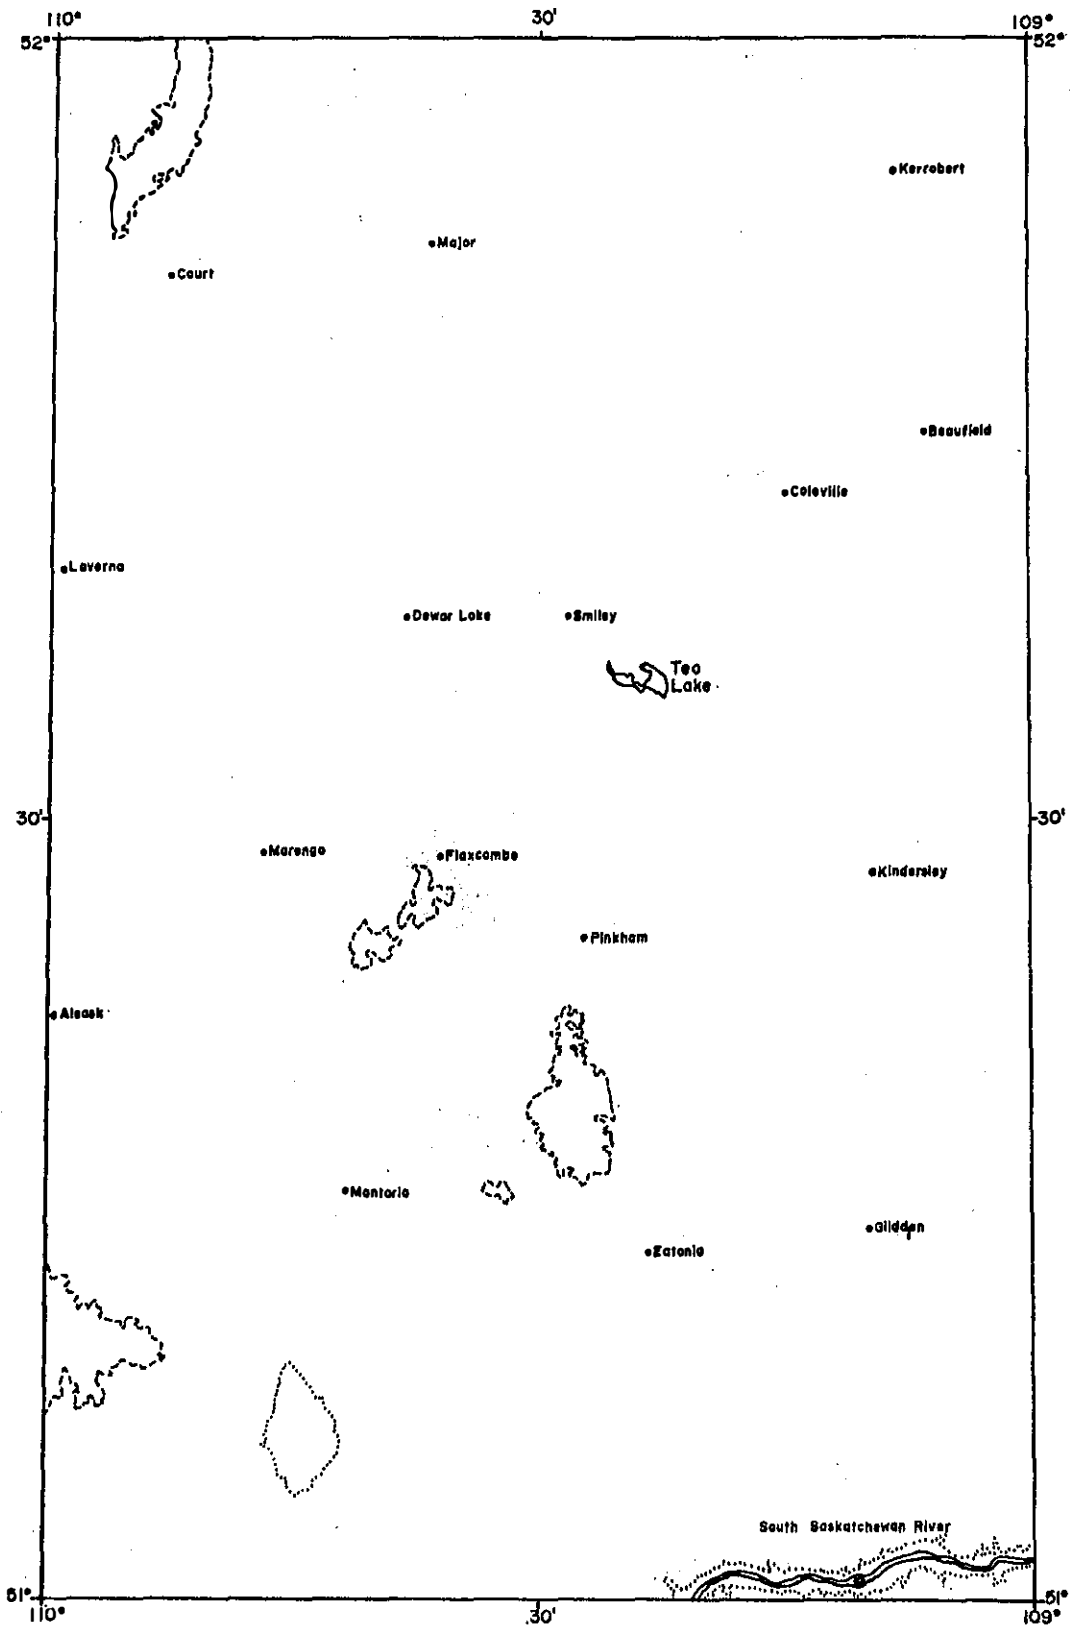 110° 30' 109°
52° 52°
Kerrobert
Major
Court
Beaufield
Coleville
Laverna
Dewar Lake Smiley
Tea
Lake
30' 30'
Marengo Flaxcombe
Kindersley
Pinkham
Alsask
17
Mantario
Glidden
Eatonia
South Saskatchewan River
51° 51°
110° 30' 109°